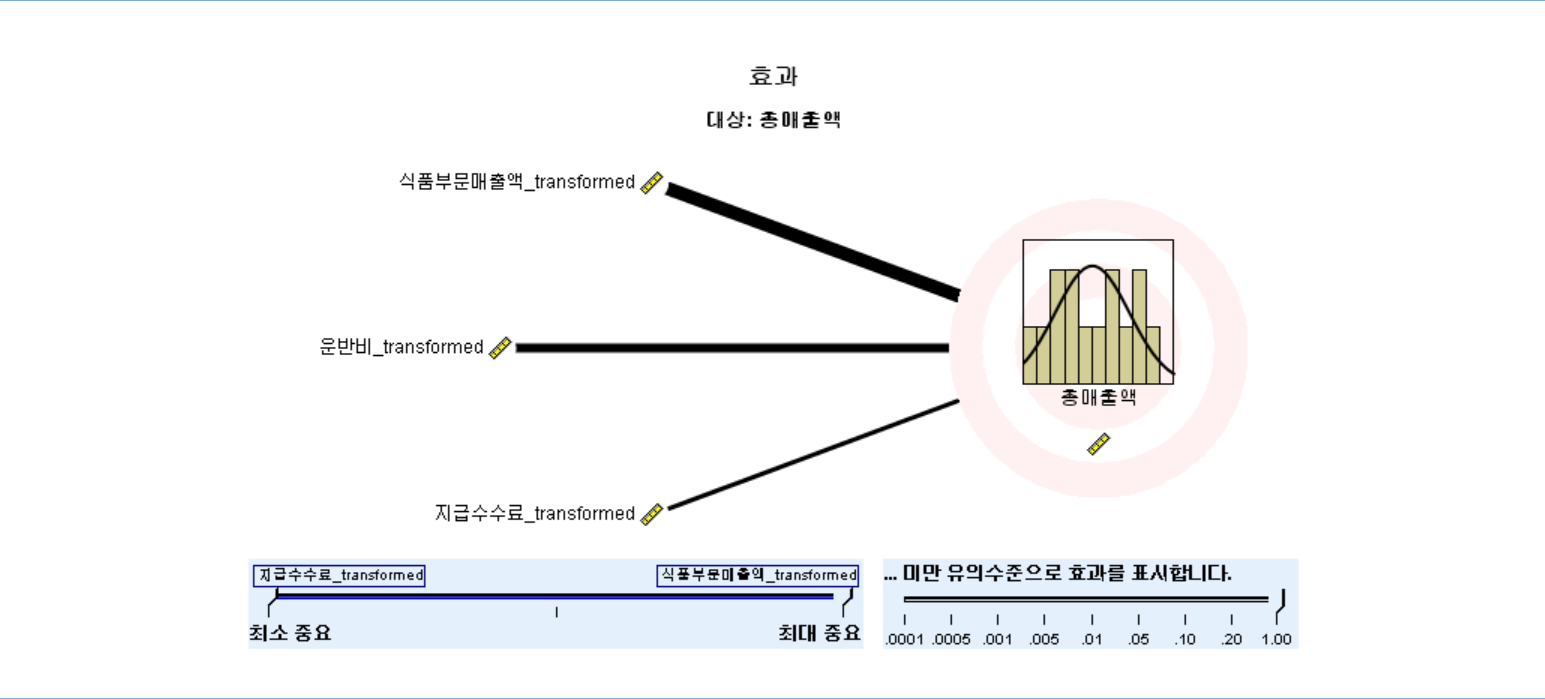 효과
대상: 총매출액
식품부문매출액_transformed
운반비_transformed
총매출액
지급수수료_transformed
지급수수료_transformed
식품부문매출액_transformed
최소 중요
최대 중요
... 미만 유의수준으로 효과를 표시합니다.
.0001 .0005 .001 .005 .01 .05 .10 .20 1.00